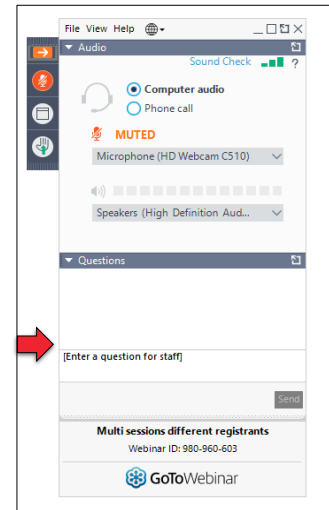 File View Help
Audio
Sound Check ?
Computer audio
Phone call
MUTED
Microphone (HD Webcam C510)
Speakers (High Definition Aud...
Questions
[Enter a question for staff]
Send
Multi sessions different registrants
Webinar ID: 980-960-603
GoToWebinar